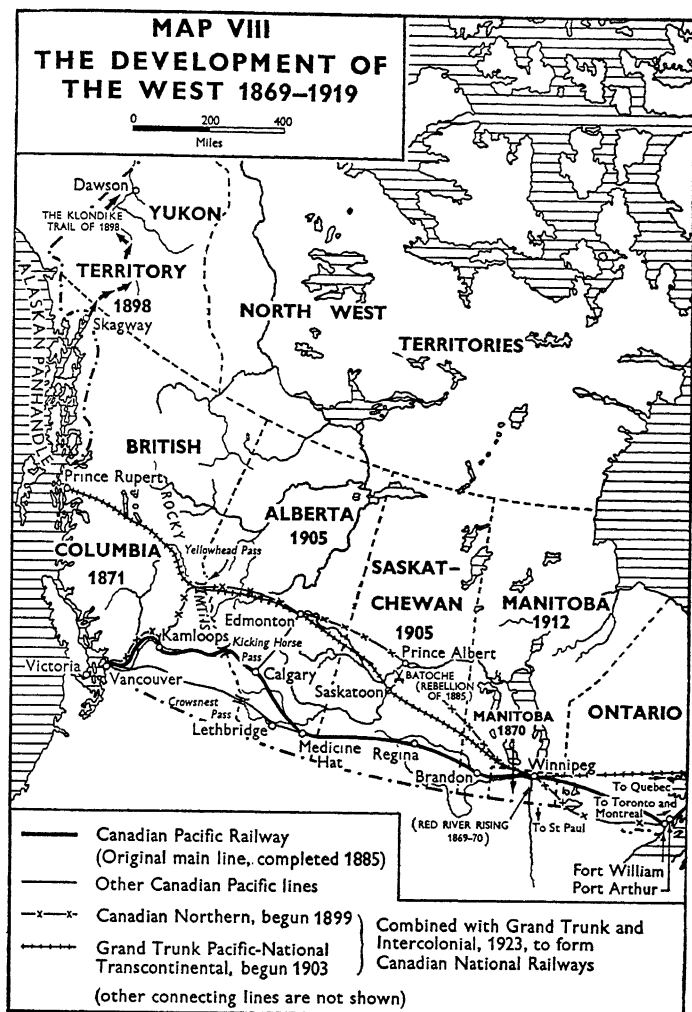 MAP VIII
THE DEVELOPMENT OF
THE WEST 1869–1919
0 200 400
Miles
Dawson
YUKON
THE KLONDIKE
TRAIL OF 1898
TERRITORY
1898
Skagway
ALASKAN PANHANDLE
NORTH WEST
TERRITORIES
BRITISH
Prince Rupert
ROCKY
ALBERTA
1905
COLUMBIA
1871
Yellowhead Pass
MNTNS
SASKAT–
CHEWAN
1905
MANITOBA
1912
Edmonton
Kamloops
Kicking Horse
Pass
Prince Albert
Victoria
Vancouver
Calgary
Saskatoon
BATOCHE
(REBELLION
OF 1885)
Crowsnest
Pass
MANITOBA
(1870)
ONTARIO
Lethbridge
Medicine
Hat
Regina
Brandon
Winnipeg
To Quebec
To Toronto and
Montreal
(RED RIVER RISING
1869–70)
To St Paul
Fort William
Port Arthur
Canadian Pacific Railway
(Original main line, completed 1885)
Other Canadian Pacific lines
Canadian Northern, begun 1899
Grand Trunk Pacific-National
Transcontinental, begun 1903
Combined with Grand Trunk and
Intercolonial, 1923, to form
Canadian National Railways
(other connecting lines are not shown)